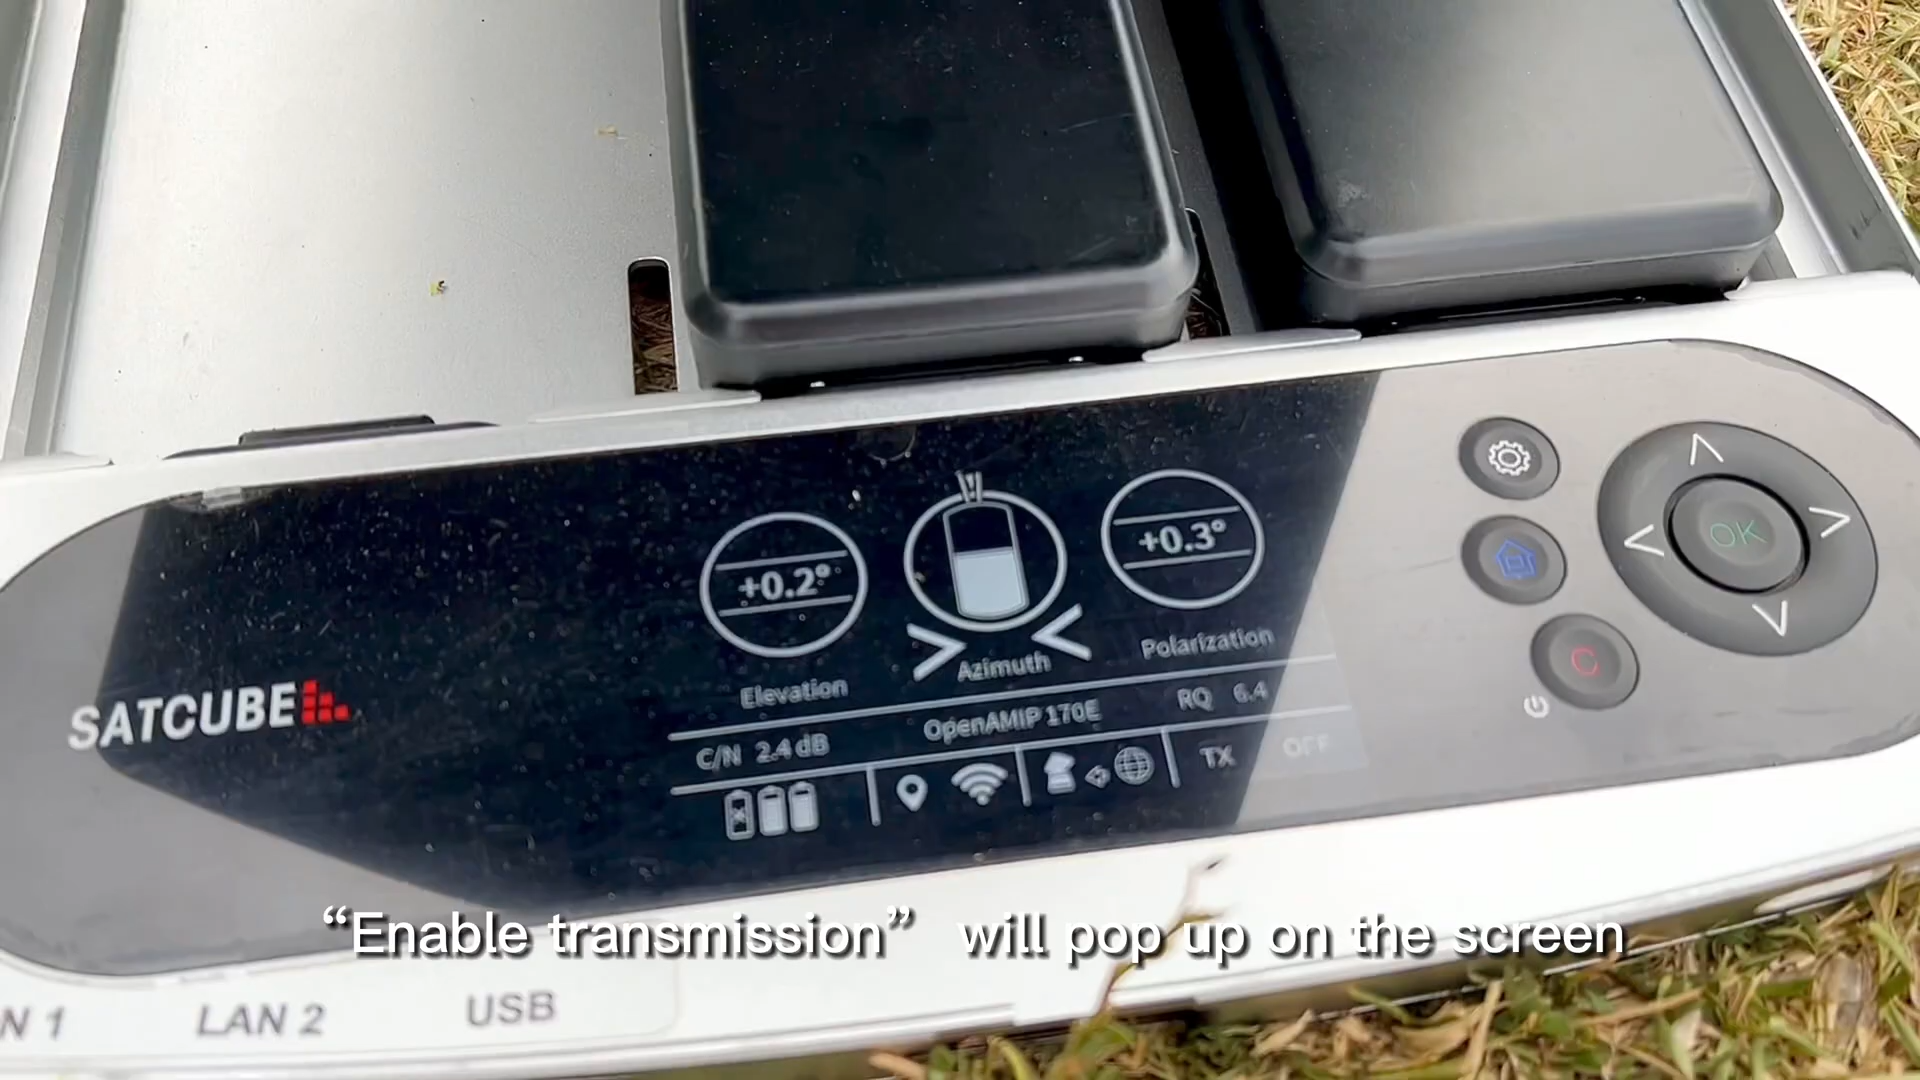 +0.2°
+0.3°
Elevation
Azimuth
Polarization
C/N 2.4 dB
OpenAMIP 170E
RQ 6.4
TX OFF
OK
C
SATCUBE
“Enable transmission” will pop up on the screen
N 1
LAN 2
USB